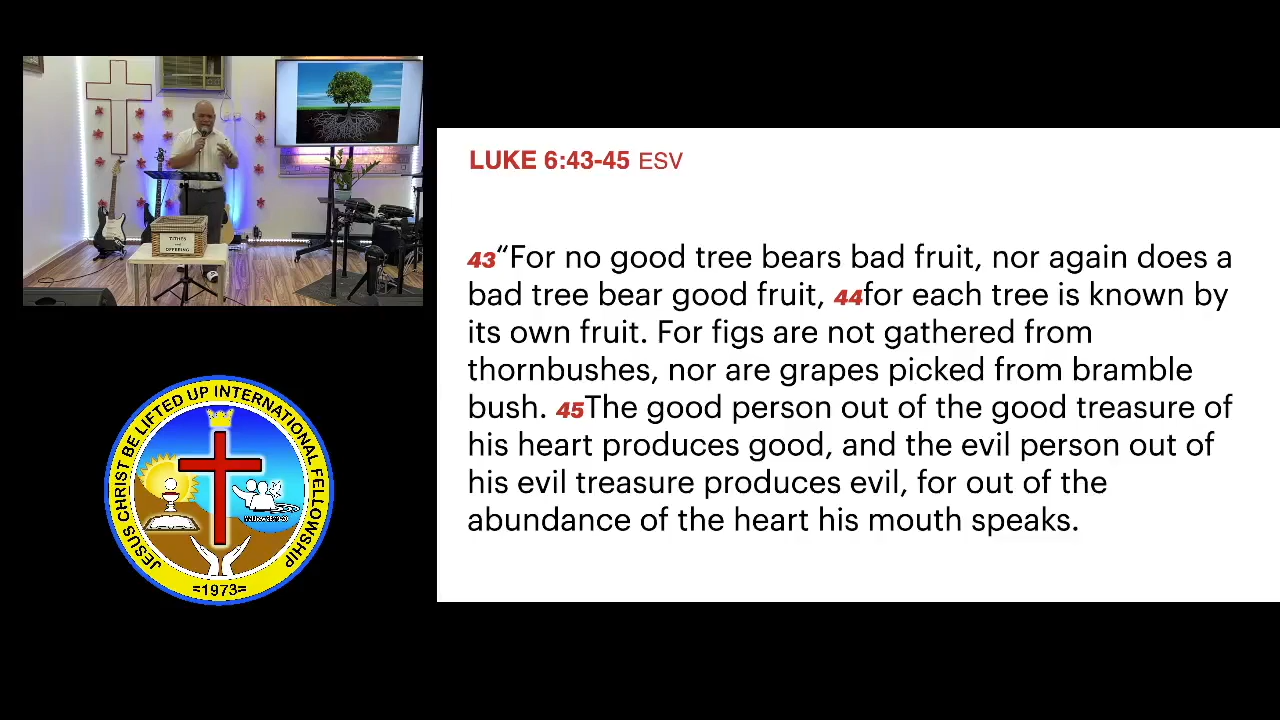 LUKE 6:43-45 ESV
43“For no good tree bears bad fruit, nor again does a
bad tree bear good fruit, 44for each tree is known by
its own fruit. For figs are not gathered from
thornbushes, nor are grapes picked from bramble
bush. 45The good person out of the good treasure of
his heart produces good, and the evil person out of
his evil treasure produces evil, for out of the
abundance of the heart his mouth speaks.
TITHES
OFFERING
JESUS CHRIST BE LIFTED UP INTERNATIONAL FELLOWSHIP
=1973=